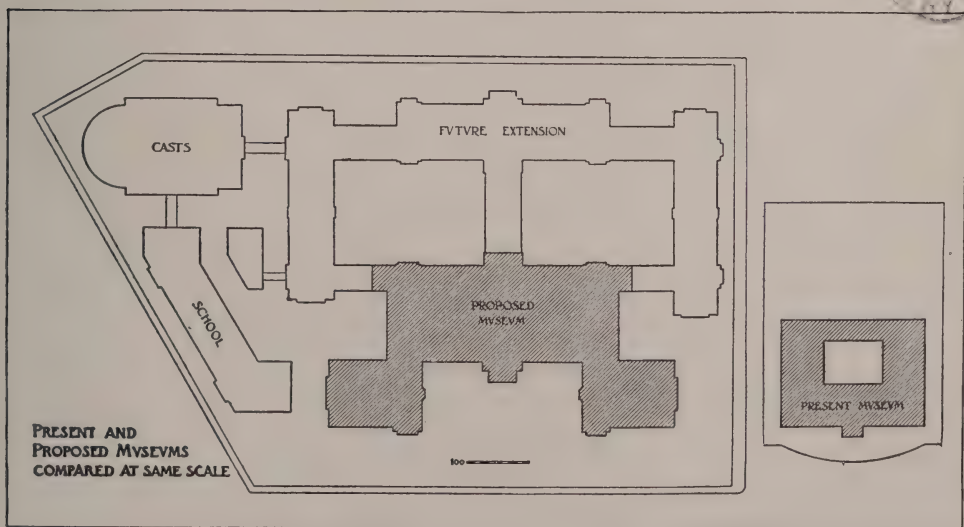 CASTS
FVTVRE EXTENSION
SCHOOL
PROPOSED
MVSEVM
PRESENT MVSEVM
PRESENT AND
PROPOSED MVSEVMS
COMPARED AT SAME SCALE
100